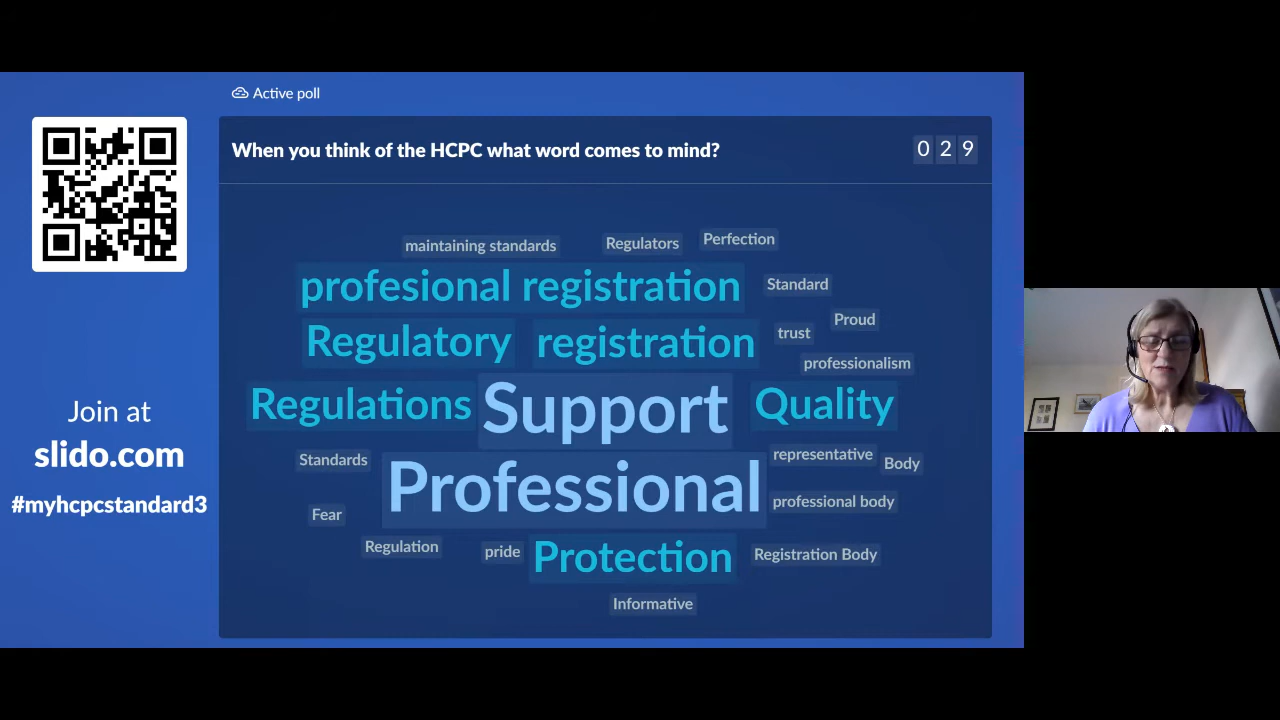 Active poll
When you think of the HCPC what word comes to mind?
0 2 9
maintaining standards
Regulators
Perfection
profesional registration
Standard
Proud
Regulatory
registration
trust
professionalism
Regulations
Support
Quality
Standards
representative
Body
Professional
professional body
Fear
Regulation
pride
Protection
Registration Body
Informative
Join at
slido.com
#myhcpcstandard3